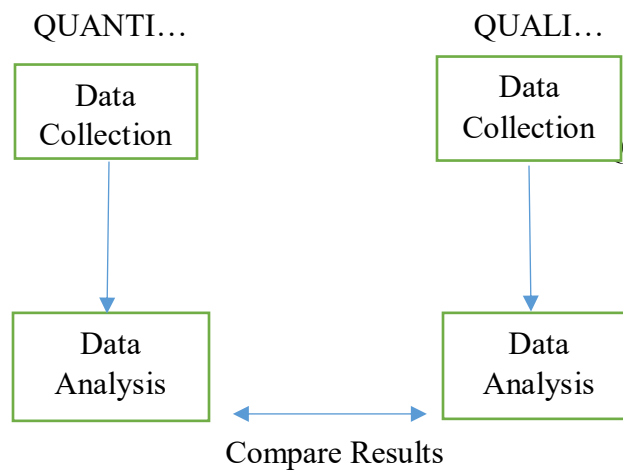 QUANTI…
QUALI…
Data
Collection
Data
Collection
Data
Analysis
Data
Analysis
Compare Results